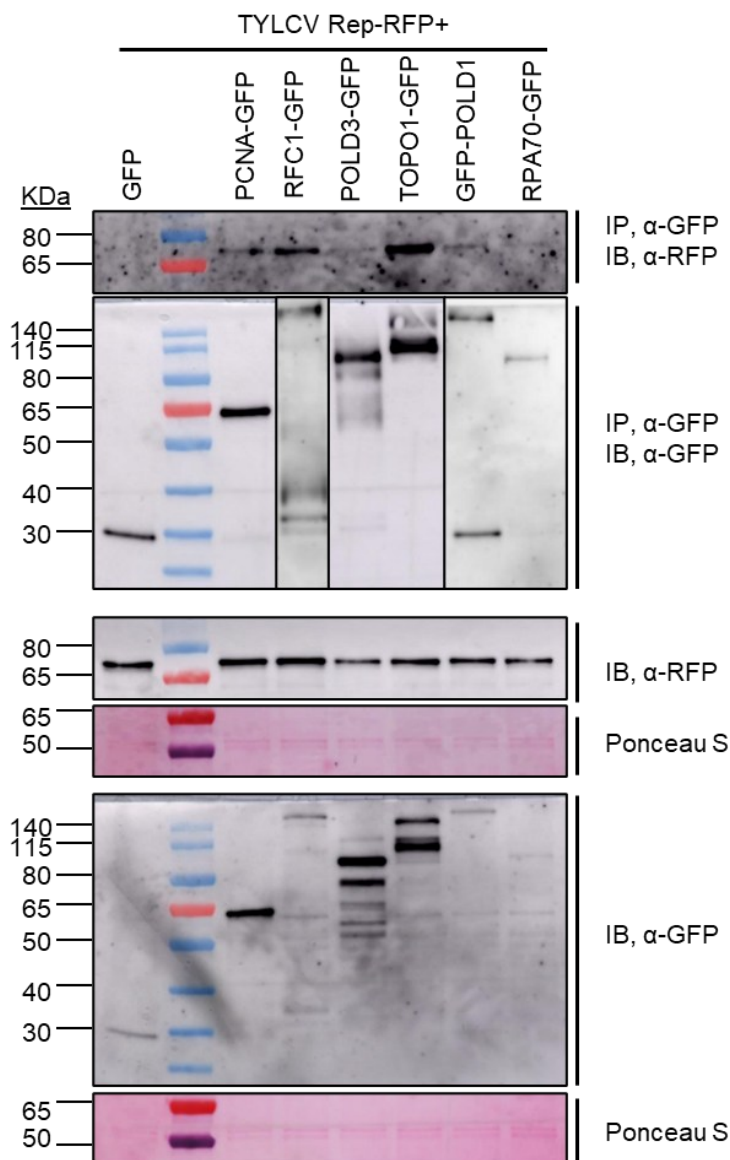 TYLCV Rep-RFP+
GFP
PCNA-GFP
RFC1-GFP
POLD3-GFP
TOPO1-GFP
GFP-POLD1
RPA70-GFP
KDa
80
65
IP, α-GFP
IB, α-RFP
140
115
80
65
50
40
30
IP, α-GFP
IB, α-GFP
80
65
IB, α-RFP
65
50
Ponceau S
140
115
80
65
50
40
30
IB, α-GFP
65
50
Ponceau S